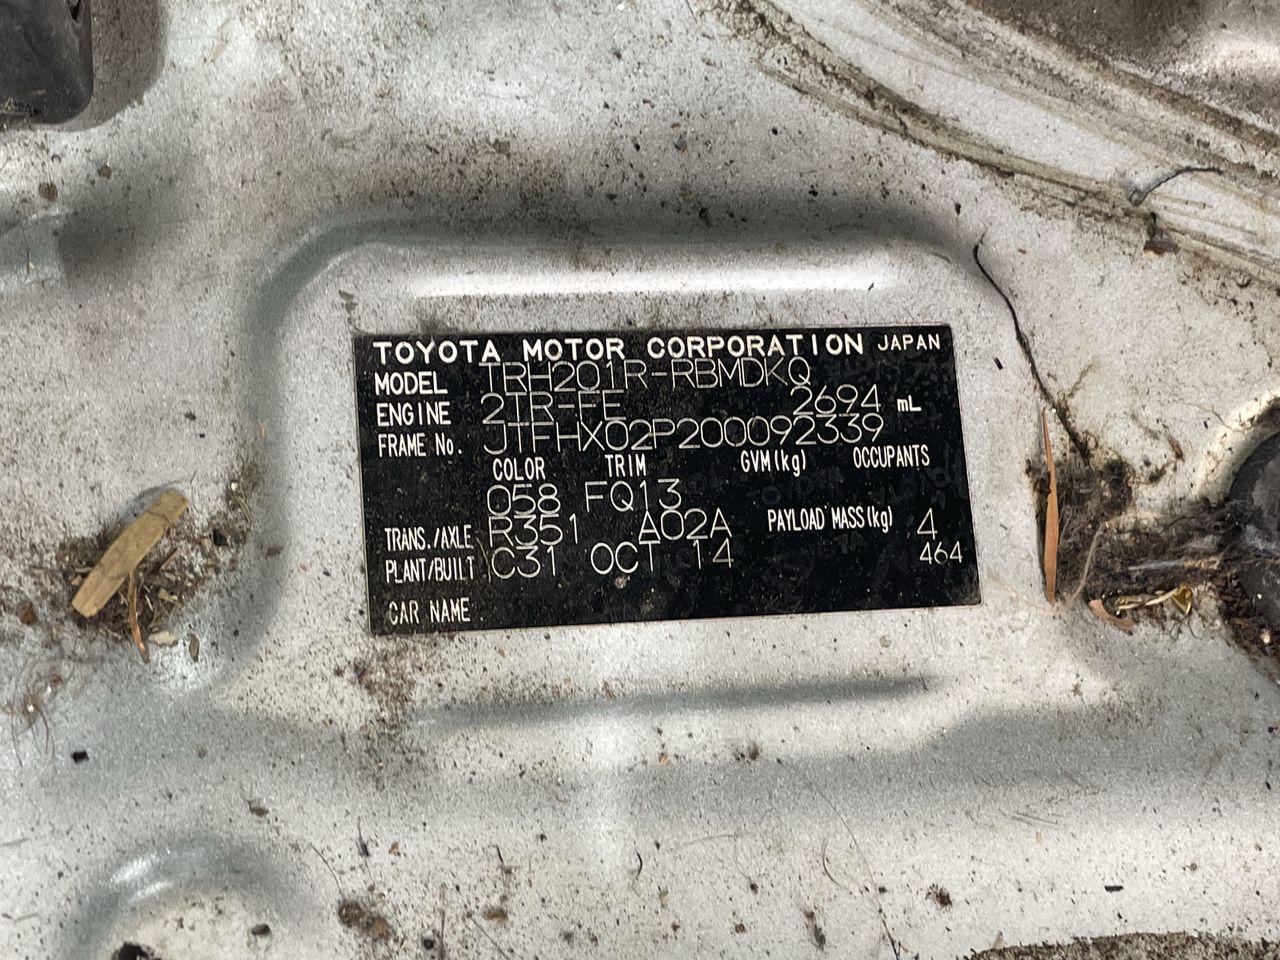 TOYOTA MOTOR CORPORATION JAPAN
MODEL TRH201R-RBMDKQ
ENGINE 2TR-FE 2694 mL
FRAME No. JTFHX02P200092339
COLOR TRIM GVM(kg) OCCUPANTS
058 FQ13
TRANS./AXLE R351 A02A PAYLOAD MASS(kg) 4
PLANT/BUILT C31 OCT 14 464
CAR NAME